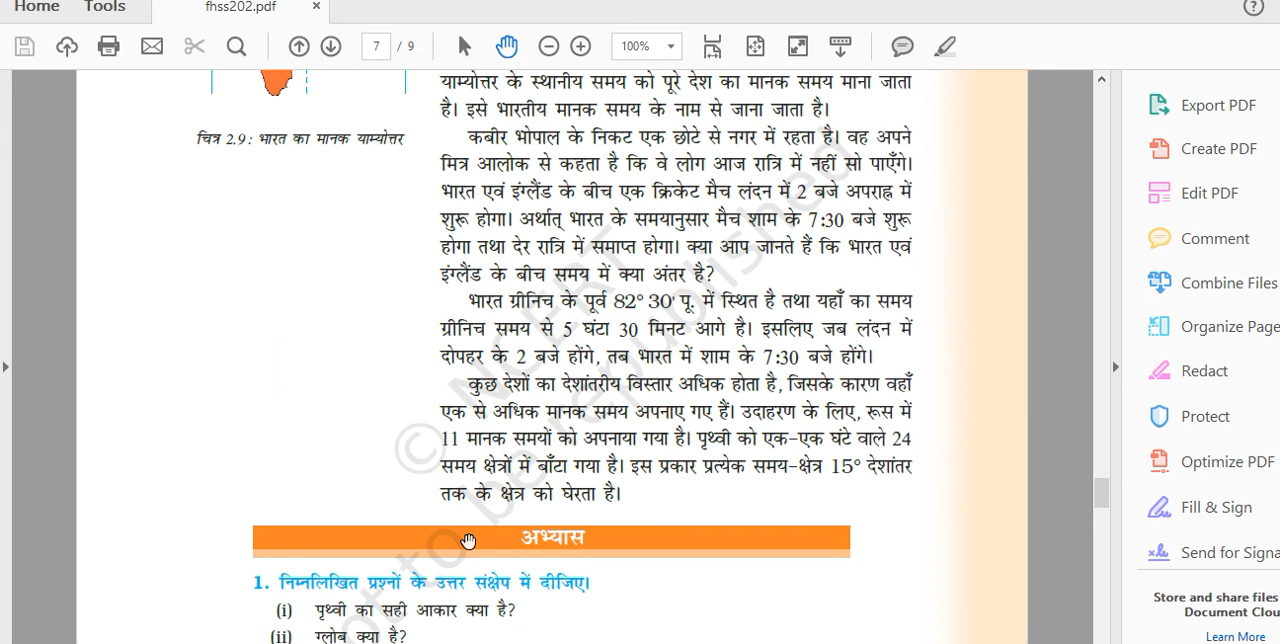 Home Tools fhss202.pdf ×
7 / 9 100%
याम्योत्तर के स्थानीय समय को पूरे देश का मानक समय माना जाता
है। इसे भारतीय मानक समय के नाम से जाना जाता है।
चित्र 2.9: भारत का मानक याम्योत्तर
कबीर भोपाल के निकट एक छोटे से नगर में रहता है। वह अपने
मित्र आलोक से कहता है कि वे लोग आज रात्रि में नहीं सो पाएँगे।
भारत एवं इंग्लैंड के बीच एक क्रिकेट मैच लंदन में 2 बजे अपराह्न में
शुरू होगा। अर्थात् भारत के समयानुसार मैच शाम के 7:30 बजे शुरू
होगा तथा देर रात्रि में समाप्त होगा। क्या आप जानते हैं कि भारत एवं
इंग्लैंड के बीच समय में क्या अंतर है?
भारत ग्रीनिच के पूर्व 82° 30' पू. में स्थित है तथा यहाँ का समय
ग्रीनिच समय से 5 घंटा 30 मिनट आगे है। इसलिए जब लंदन में
दोपहर के 2 बजे होंगे, तब भारत में शाम के 7:30 बजे होंगे।
कुछ देशों का देशांतरीय विस्तार अधिक होता है, जिसके कारण वहाँ
एक से अधिक मानक समय अपनाए गए हैं। उदाहरण के लिए, रूस में
11 मानक समयों को अपनाया गया है। पृथ्वी को एक-एक घंटे वाले 24
समय क्षेत्रों में बाँटा गया है। इस प्रकार प्रत्येक समय-क्षेत्र 15° देशांतर
तक के क्षेत्र को घेरता है।
© NCERT
not to be republished
अभ्यास
1. निम्नलिखित प्रश्नों के उत्तर संक्षेप में दीजिए।
(i) पृथ्वी का सही आकार क्या है?
(ii) ग्लोब क्या है?
Export PDF
Create PDF
Edit PDF
Comment
Combine Files
Organize Page
Redact
Protect
Optimize PDF
Fill & Sign
Send for Signa
Store and share files
Document Clou
Learn More